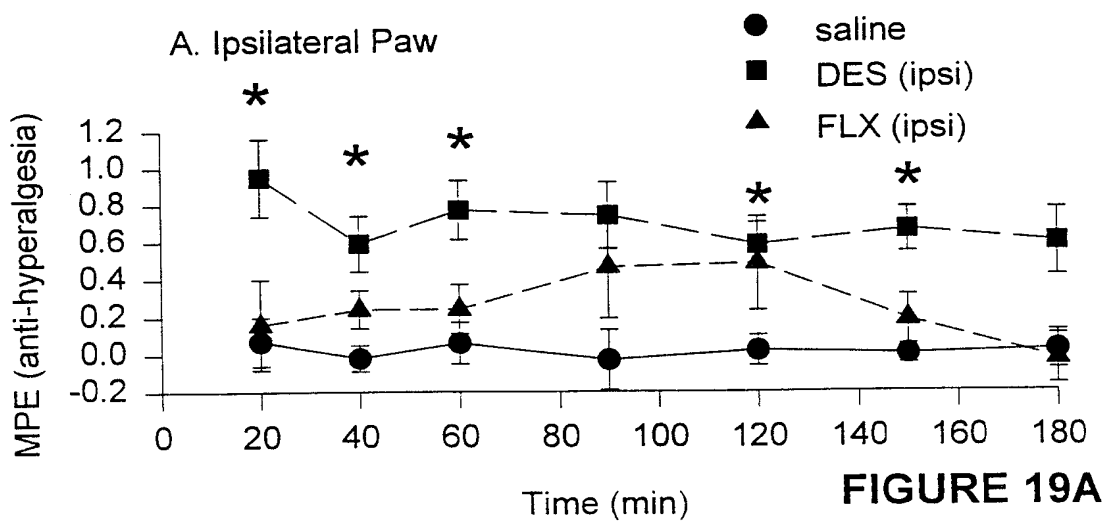 A. Ipsilateral Paw
saline
DES (ipsi)
FLX (ipsi)
*
*
*
*
*
MPE (anti-hyperalgesia)
1.2
1.0
0.8
0.6
0.4
0.2
0.0
-0.2
0 20 40 60 80 100 120 140 160 180
Time (min)
FIGURE 19A